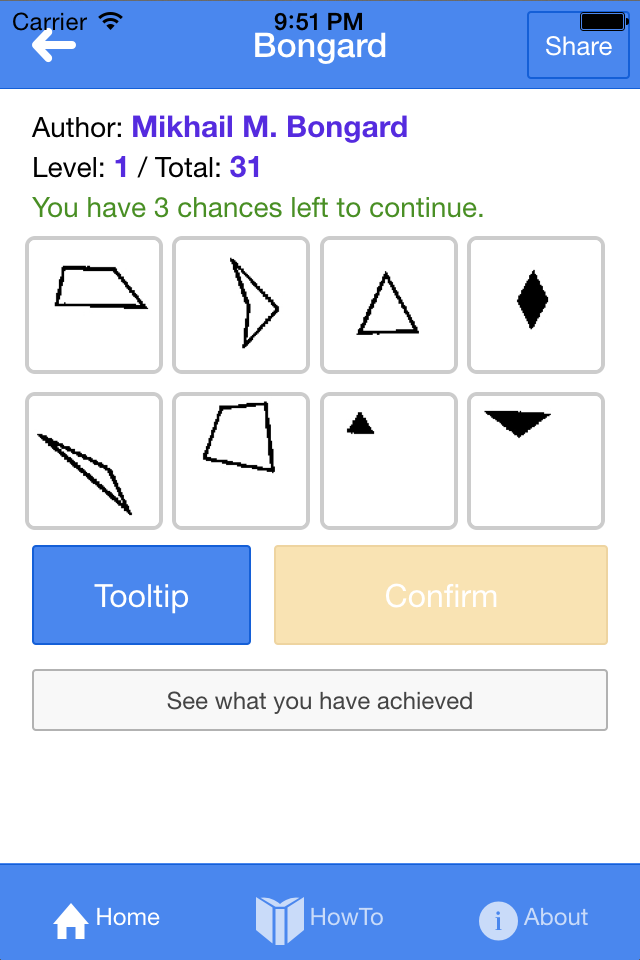 Carrier 9:51 PM
Bongard
Share
Author: Mikhail M. Bongard
Level: 1 / Total: 31
You have 3 chances left to continue.
Tooltip
Confirm
See what you have achieved
Home
HowTo
About